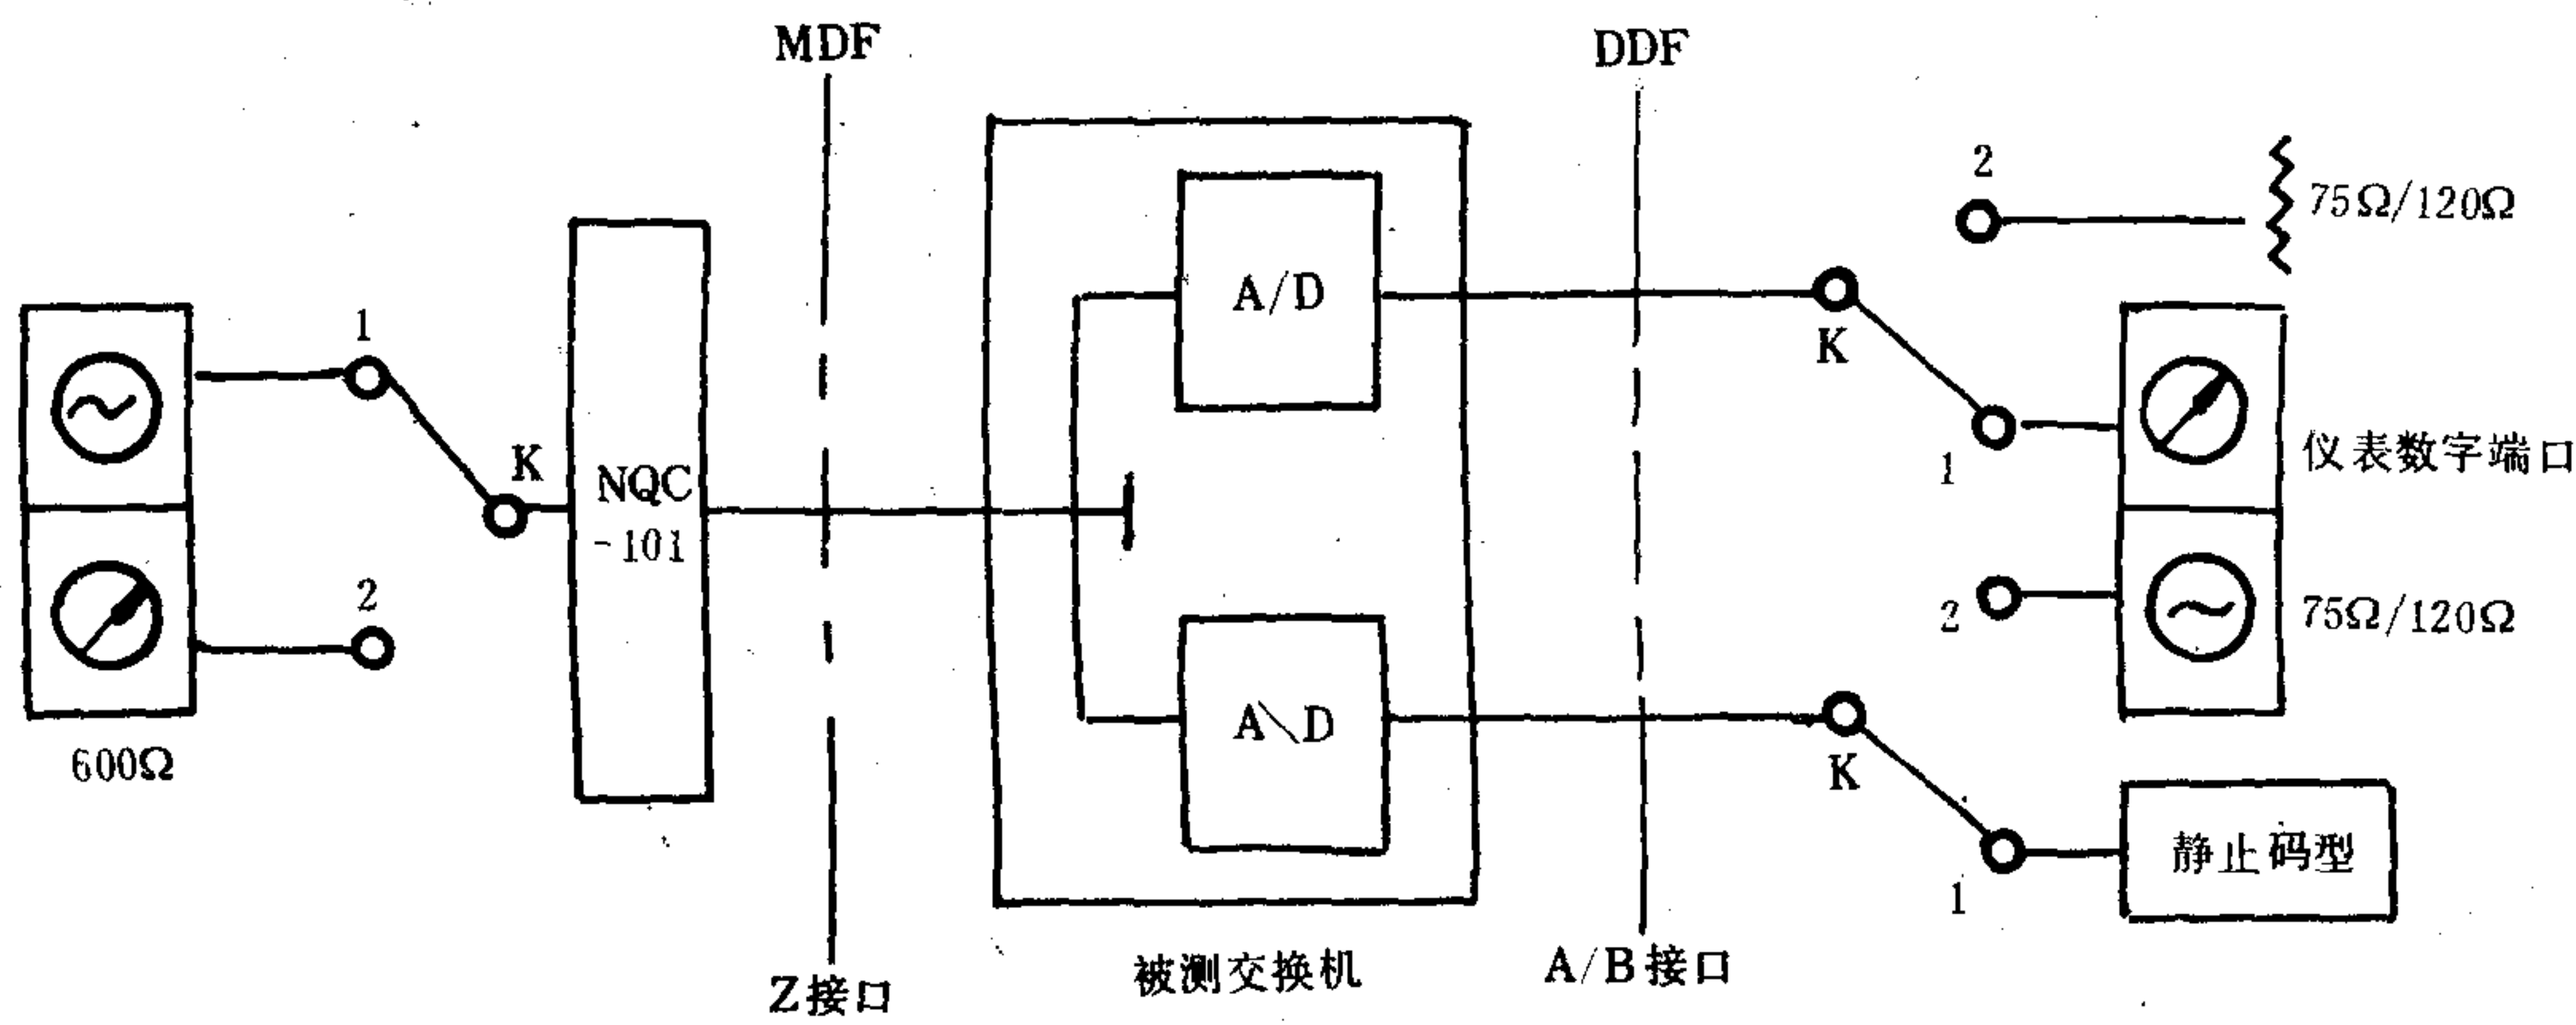 MDF
DDF
2
75Ω/120Ω
1
K
A/D
K
NQC
-101
1
仪表数字端口
2
2
75Ω/120Ω
600Ω
A\D
K
静止码型
1
Z接口
被测交换机
A/B接口